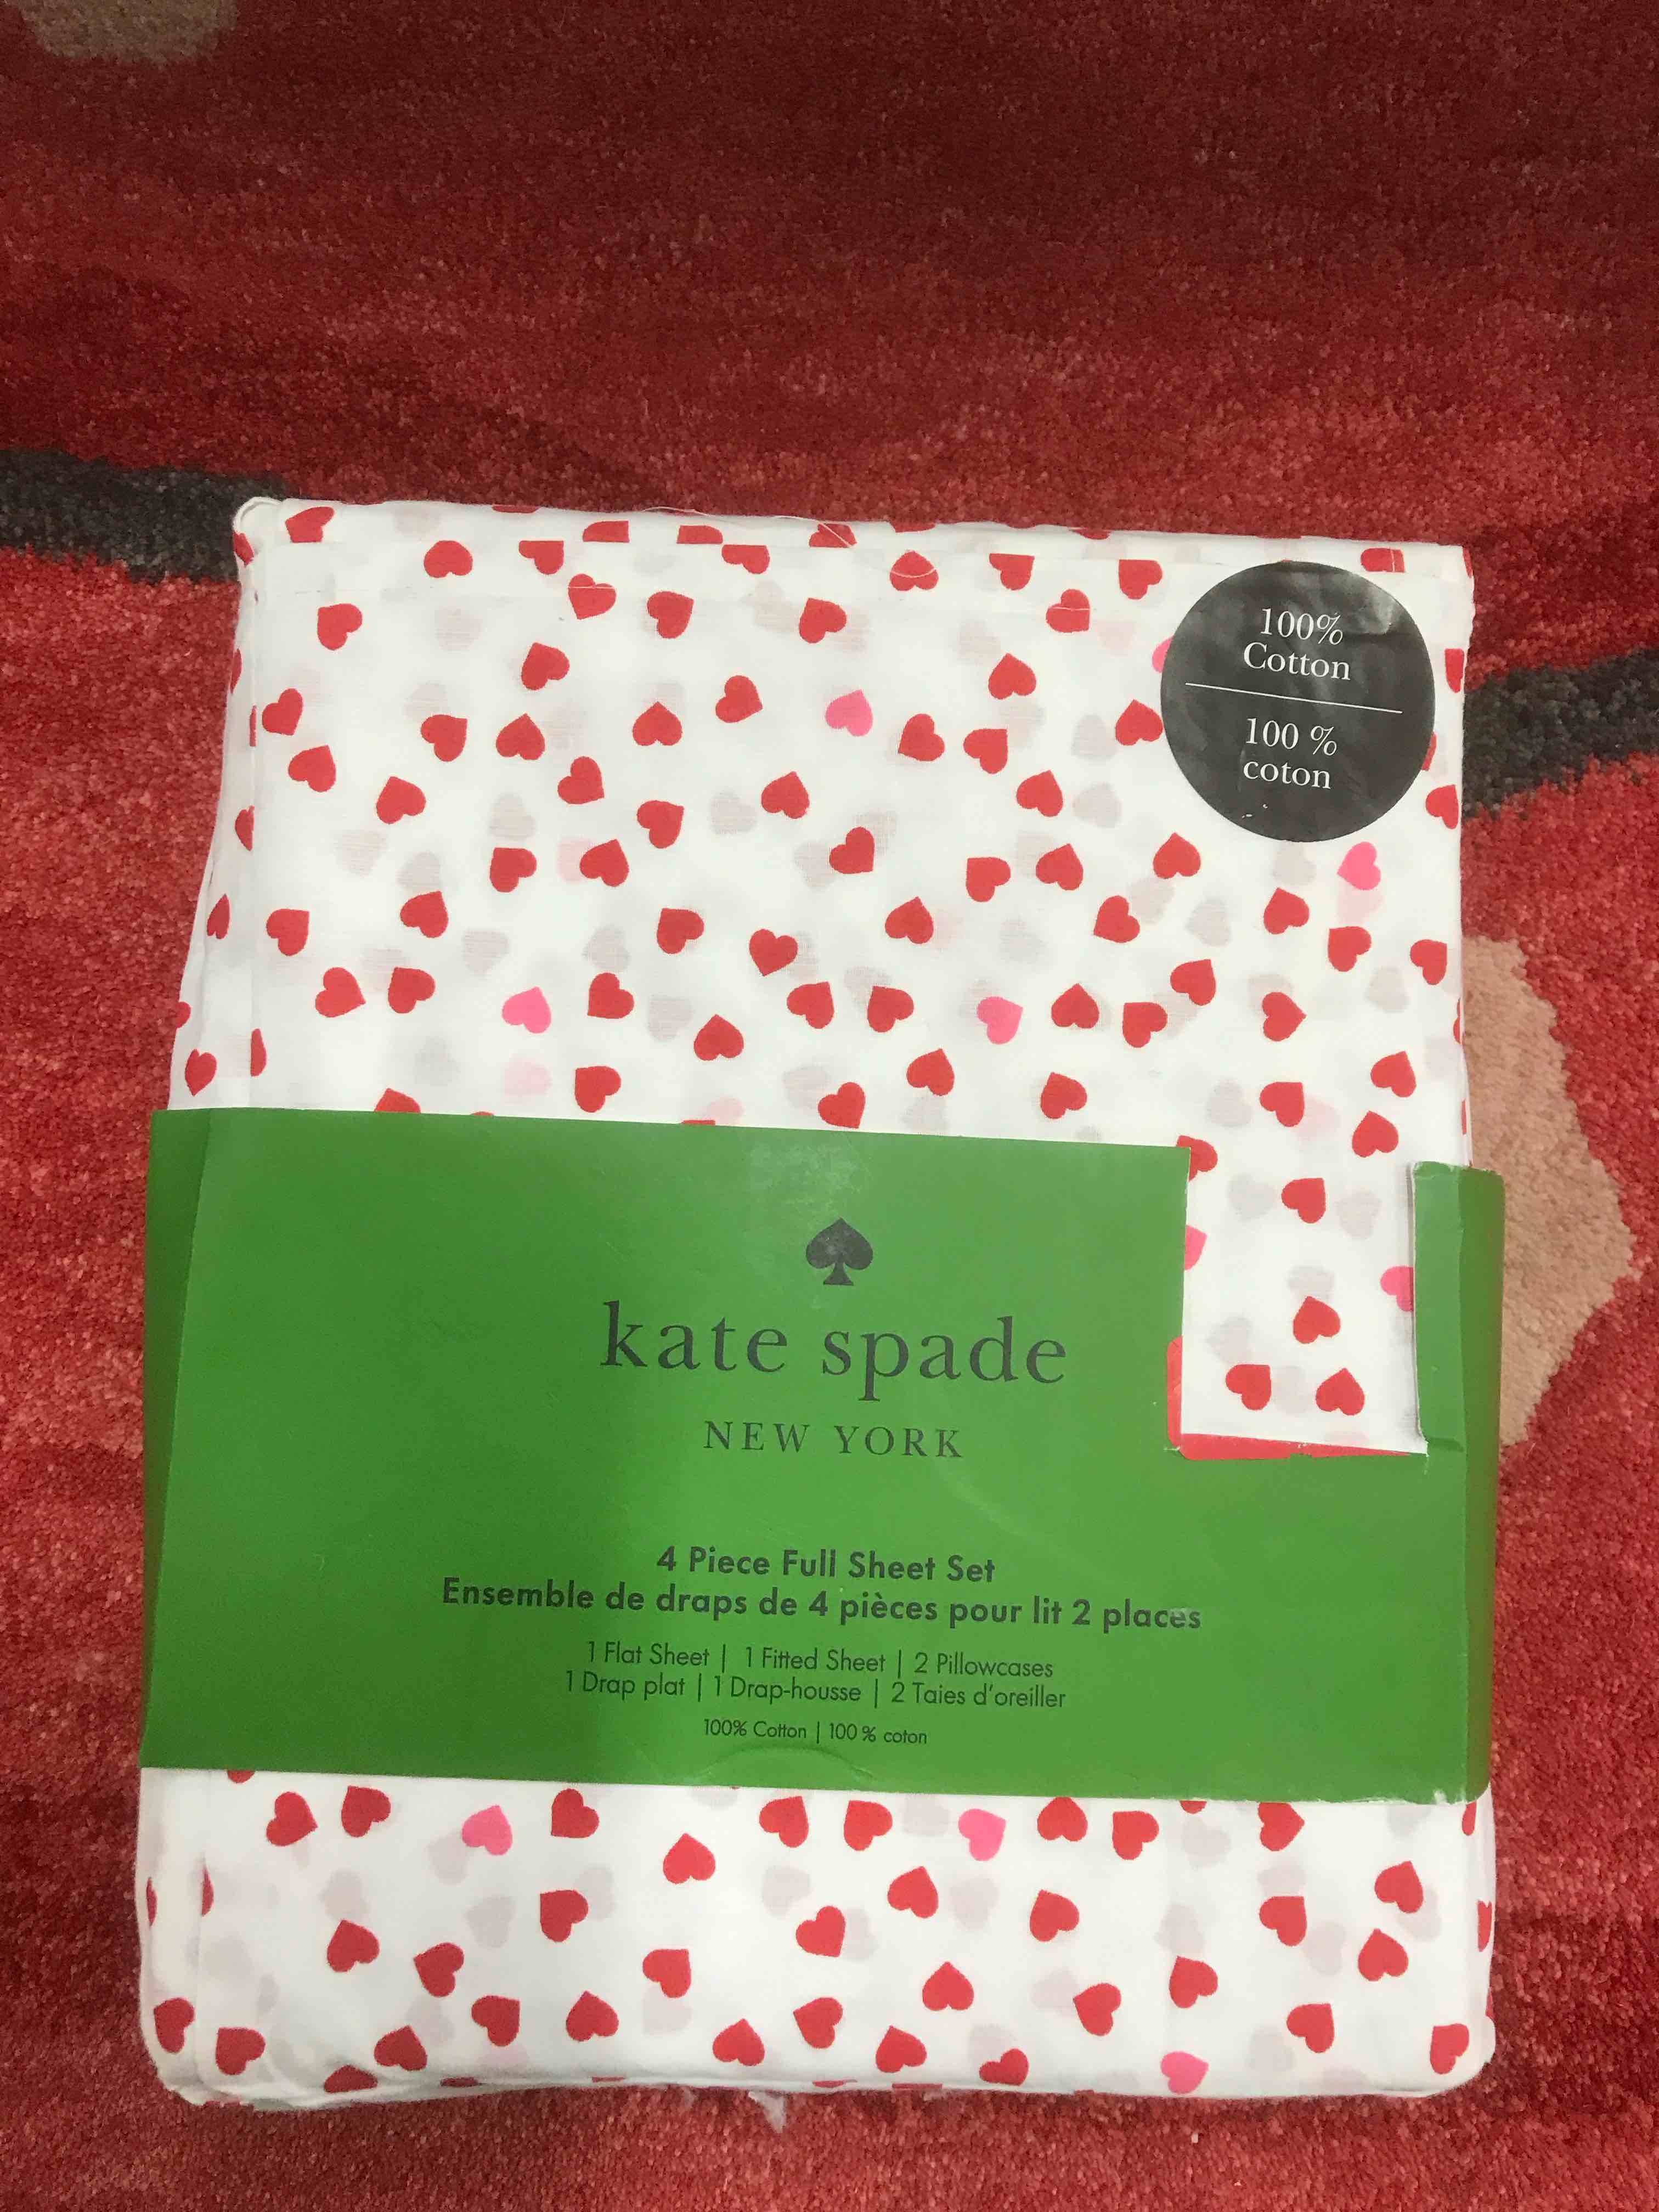 100%
Cotton
100 %
coton
kate spade
NEW YORK
4 Piece Full Sheet Set
Ensemble de draps de 4 pièces pour lit 2 places
1 Flat Sheet | 1 Fitted Sheet | 2 Pillowcases
1 Drap plat | 1 Drap-housse | 2 Taies d'oreiller
100% Cotton | 100 % coton